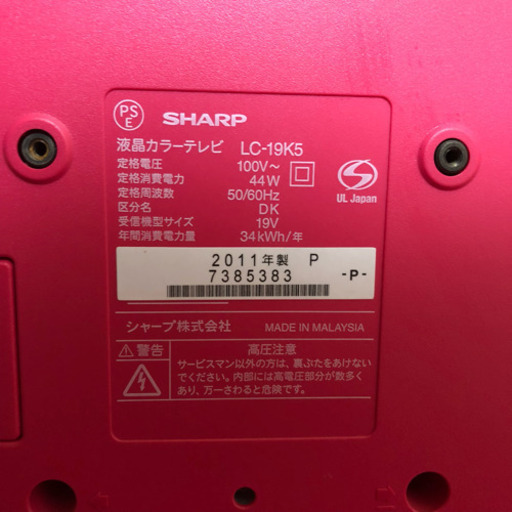 PS
E
SHARP
液晶カラーテレビ LC-19K5
定格電圧 100V~
定格消費電力 44W
定格周波数 50/60Hz
区分名 DK
受信機型サイズ 19V
年間消費電力量 34kWh/年
S
UL Japan
2011年製 P
7385383 -P-
シャープ株式会社 MADE IN MALAYSIA
警告
高圧注意
サービスマン以外の方は、裏ぶたをあけない
でください。内部には高電圧部分が数多く
あり、万一さわると危険です。